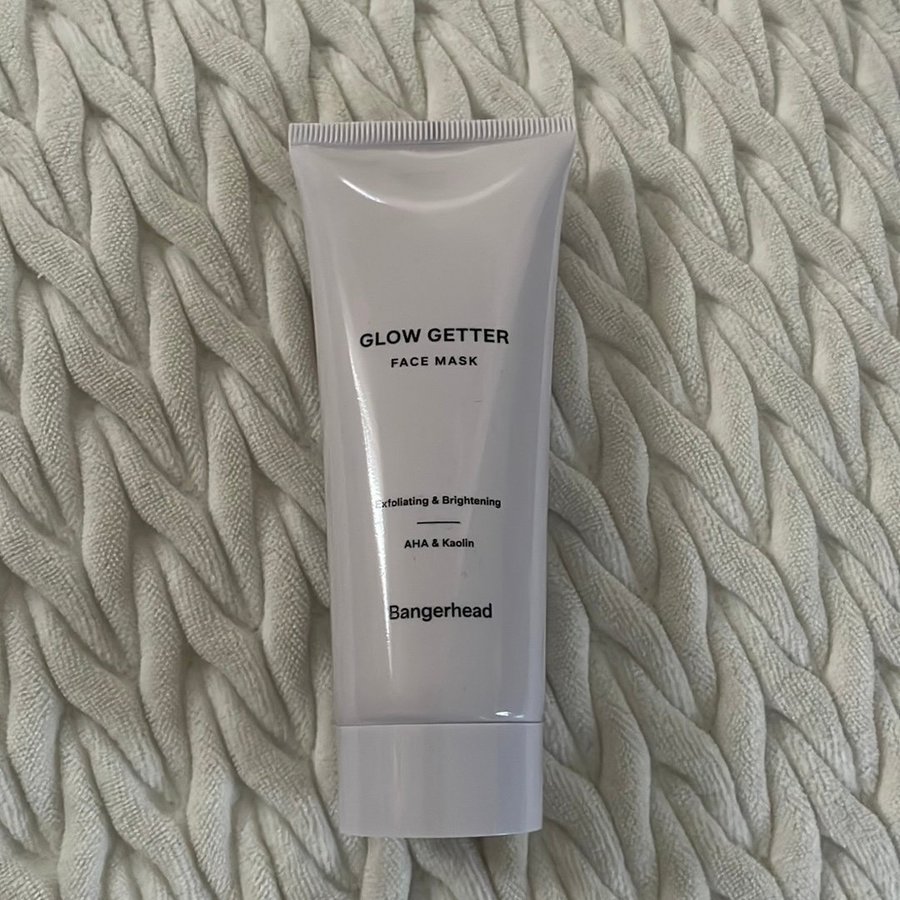 GLOW GETTER
FACE MASK
Exfoliating & Brightening
AHA & Kaolin
Bangerhead